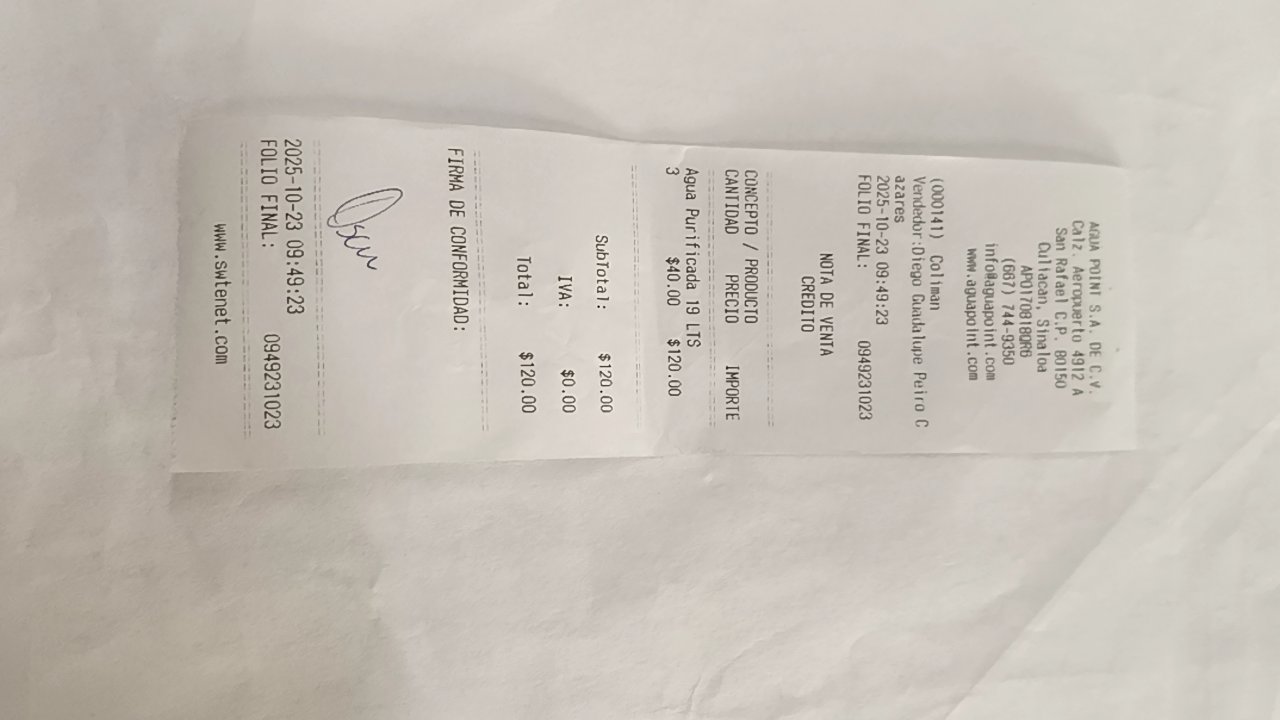 AGUA POINT S.A. DE C.V.
Calz. Aeropuerto 4912 A
San Rafael C.P. 80150
Culiacan, Sinaloa
APO170818QR6
(667) 744-9350
info@aguapoint.com
www.aguapoint.com
(000141) Coliman
Vendedor:Diego Guadalupe Peiro C
azares
2025-10-23 09:49:23
FOLIO FINAL: 0949231023
NOTA DE VENTA
CREDITO
CONCEPTO / PRODUCTO
CANTIDAD PRECIO IMPORTE
Agua Purificada 19 LTS
3 $40.00 $120.00
SubTotal: $120.00
IVA: $0.00
Total: $120.00
FIRMA DE CONFORMIDAD:
Oscar
2025-10-23 09:49:23
FOLIO FINAL: 0949231023
www.swtenet.com